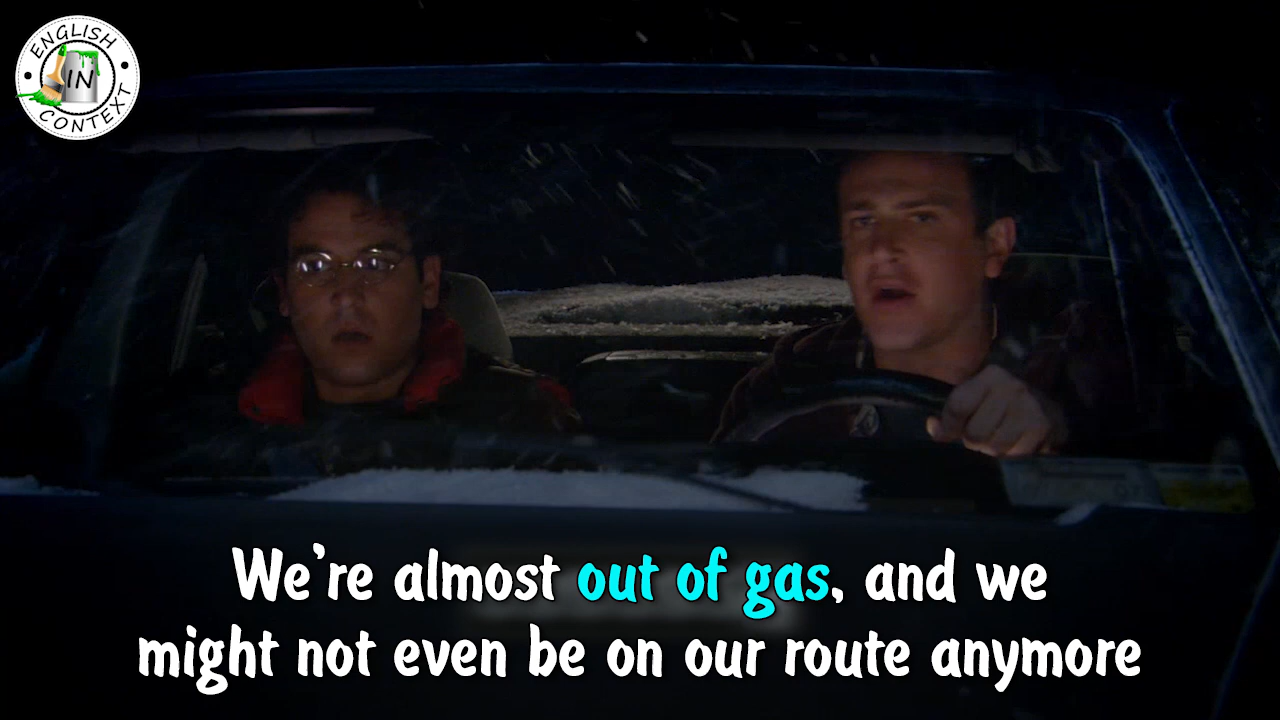 ENGLISH
IN
CONTEXT
We're almost out of gas, and we
might not even be on our route anymore